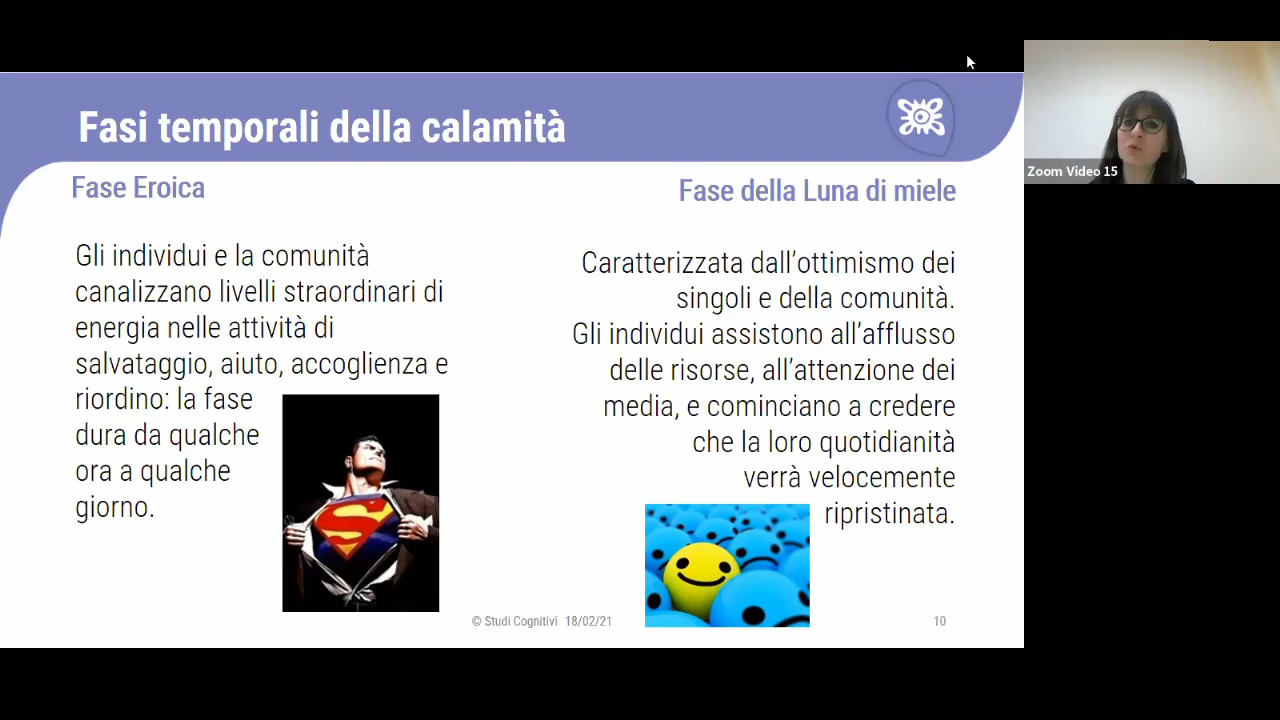 Fasi temporali della calamità
Fase Eroica
Gli individui e la comunità
canalizzano livelli straordinari di
energia nelle attività di
salvataggio, aiuto, accoglienza e
riordino: la fase
dura da qualche
ora a qualche
giorno.
Fase della Luna di miele
Caratterizzata dall'ottimismo dei
singoli e della comunità.
Gli individui assistono all'afflusso
delle risorse, all'attenzione dei
media, e cominciano a credere
che la loro quotidianità
verrà velocemente
ripristinata.
S
© Studi Cognitivi 18/02/21
10
Zoom Video 15